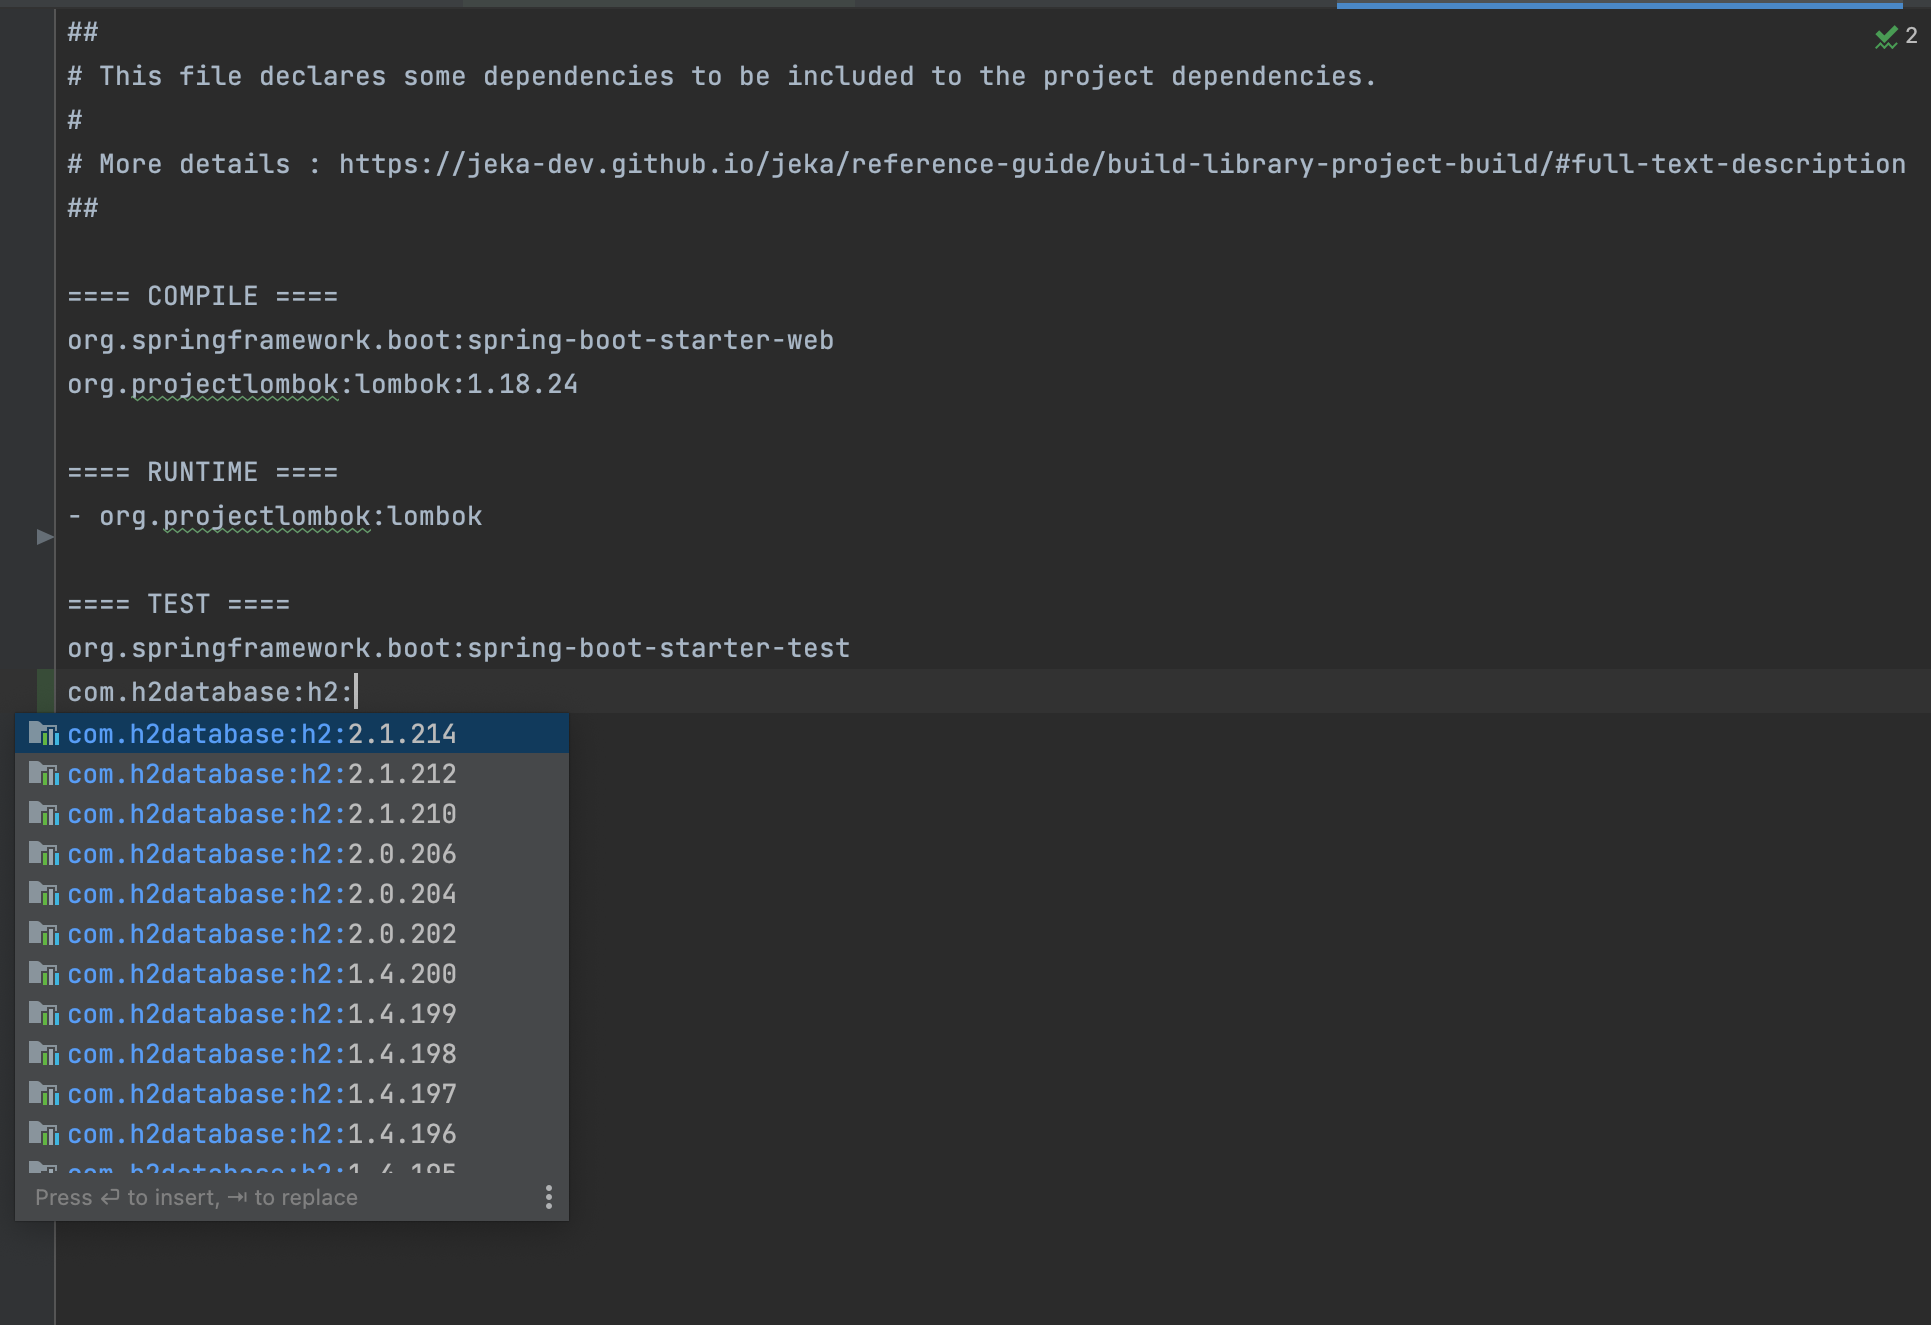 ##
2
# This file declares some dependencies to be included to the project dependencies.
#
# More details : https://jeka-dev.github.io/jeka/reference-guide/build-library-project-build/#full-text-description
##
==== COMPILE ====
org.springframework.boot:spring-boot-starter-web
org.projectlombok:lombok:1.18.24
==== RUNTIME ====
- org.projectlombok:lombok
==== TEST ====
org.springframework.boot:spring-boot-starter-test
com.h2database:h2:
com.h2database:h2:2.1.214
com.h2database:h2:2.1.212
com.h2database:h2:2.1.210
com.h2database:h2:2.0.206
com.h2database:h2:2.0.204
com.h2database:h2:2.0.202
com.h2database:h2:1.4.200
com.h2database:h2:1.4.199
com.h2database:h2:1.4.198
com.h2database:h2:1.4.197
com.h2database:h2:1.4.196
com.h2database:h2:1.4.195
Press ↩ to insert, ⇥ to replace